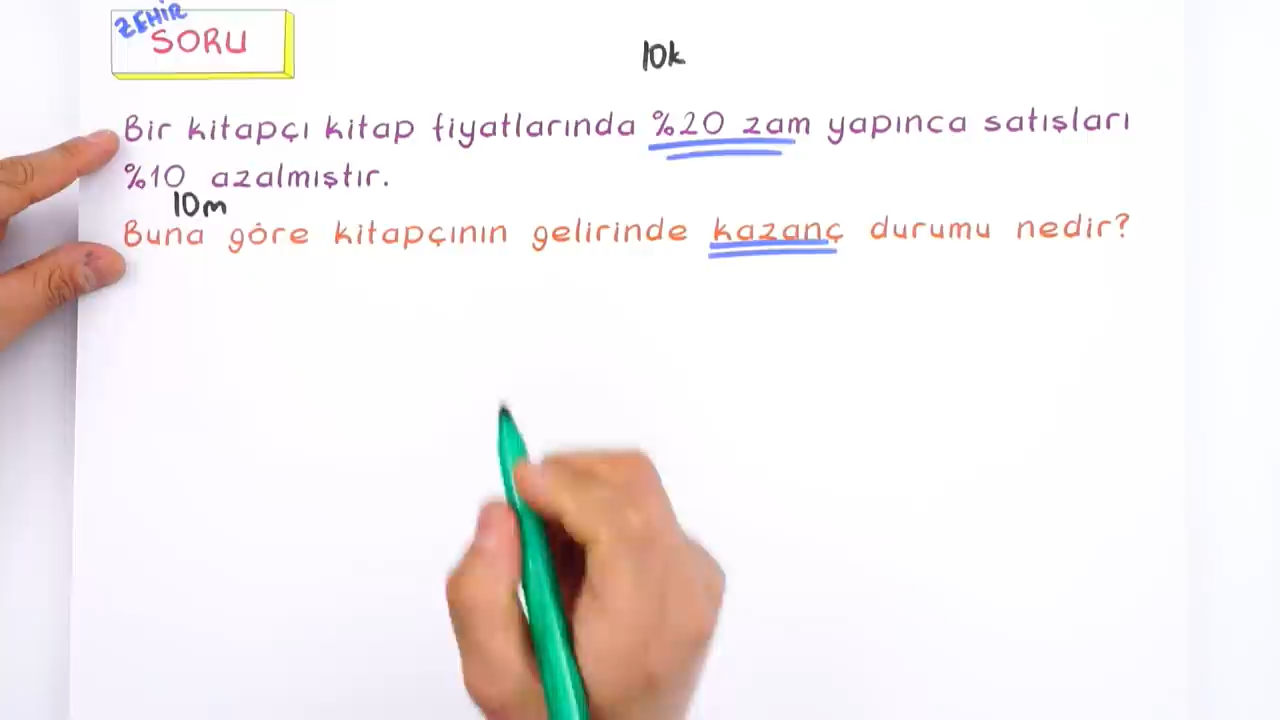 ZEHİR
SORU
10k
Bir kitapçı kitap fiyatlarında %20 zam yapınca satışları
%10 azalmıştır.
10m
Buna göre kitapçının gelirinde kazanç durumu nedir?